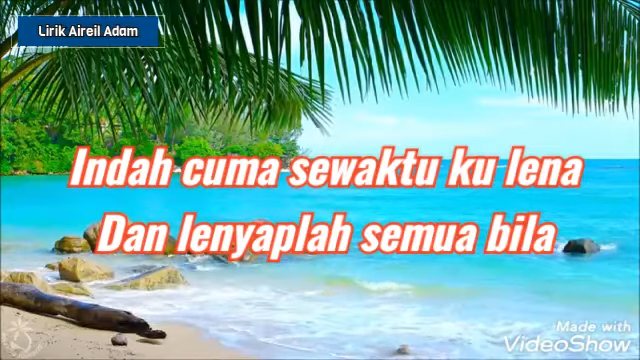 Lirik Aireil Adam
Indah cuma sewaktu ku lena
Dan lenyaplah semua bila
Made with
VideoShow